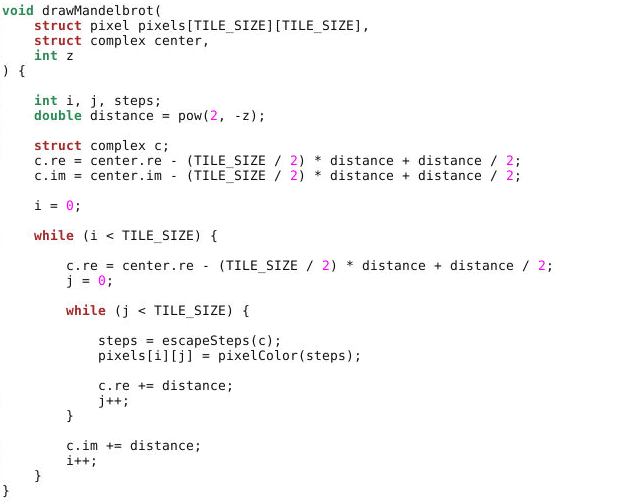 void drawMandelbrot(
    struct pixel pixels[TILE_SIZE][TILE_SIZE],
    struct complex center,
    int z
) {

    int i, j, steps;
    double distance = pow(2, -z);

    struct complex c;
    c.re = center.re - (TILE_SIZE / 2) * distance + distance / 2;
    c.im = center.im - (TILE_SIZE / 2) * distance + distance / 2;

    i = 0;

    while (i < TILE_SIZE) {

        c.re = center.re - (TILE_SIZE / 2) * distance + distance / 2;
        j = 0;

        while (j < TILE_SIZE) {

            steps = escapeSteps(c);
            pixels[i][j] = pixelColor(steps);

            c.re += distance;
            j++;
        }

        c.im += distance;
        i++;
    }
}